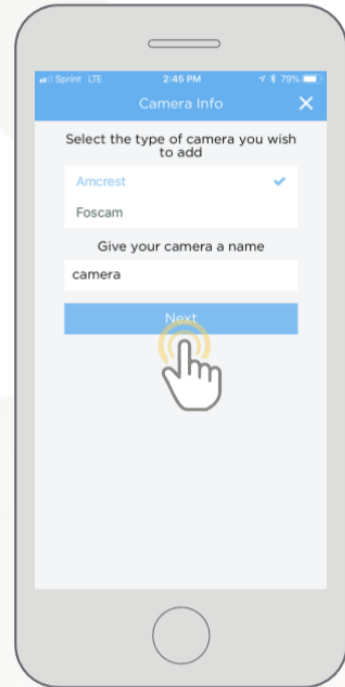 Sprint LTE 2:45 PM 79%
Camera Info
Select the type of camera you wish
to add
Amcrest
Foscam
Give your camera a name
camera
Next